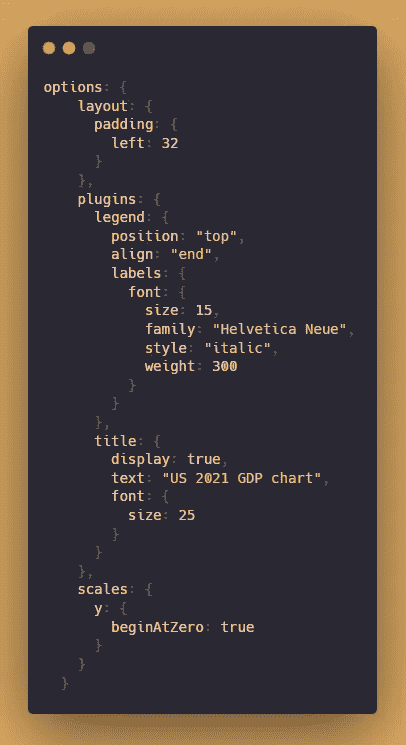 options: {
    layout: {
      padding: {
        left: 32
      }
    },
    plugins: {
      legend: {
        position: "top",
        align: "end",
        labels: {
          font: {
            size: 15,
            family: "Helvetica Neue",
            style: "italic",
            weight: 300
          }
        }
      },
      title: {
        display: true,
        text: "US 2021 GDP chart",
        font: {
          size: 25
        }
      }
    },
    scales: {
      y: {
        beginAtZero: true
      }
    }
  }